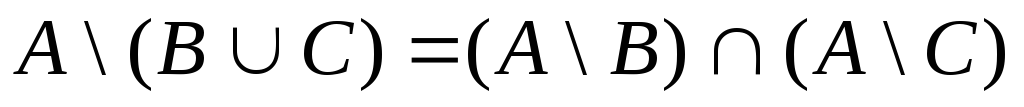 A \ (B ∪ C) = (A \ B) ∩ (A \ C)